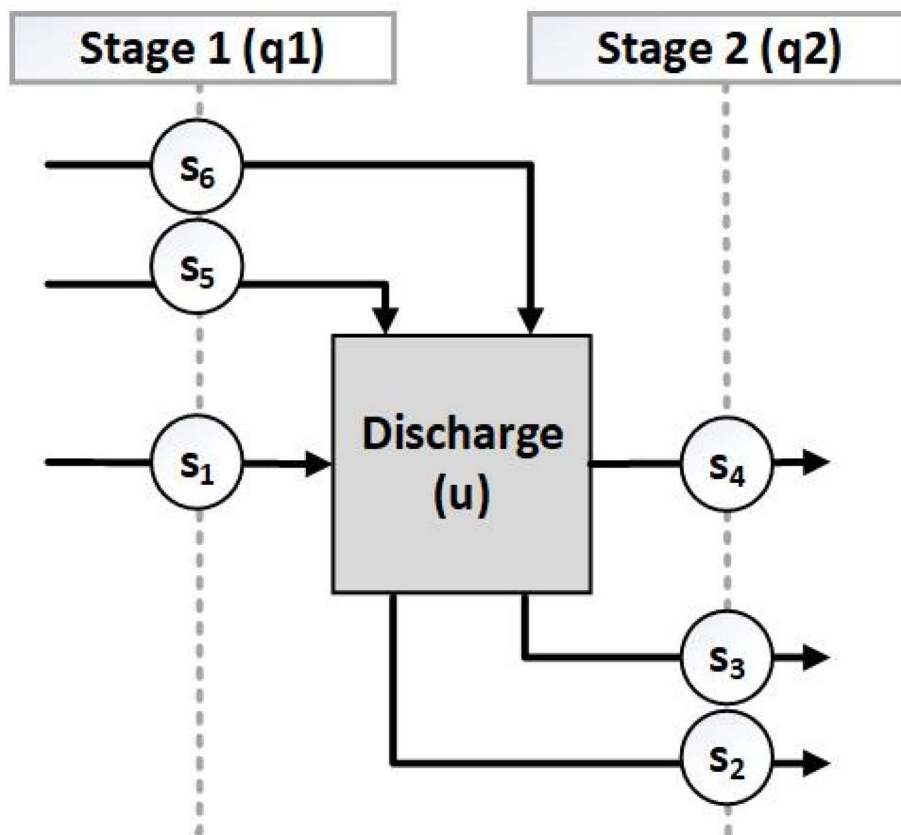 Stage 1 (q1)
Stage 2 (q2)
s₆
s₅
s₁
Discharge
(u)
s₄
s₃
s₂